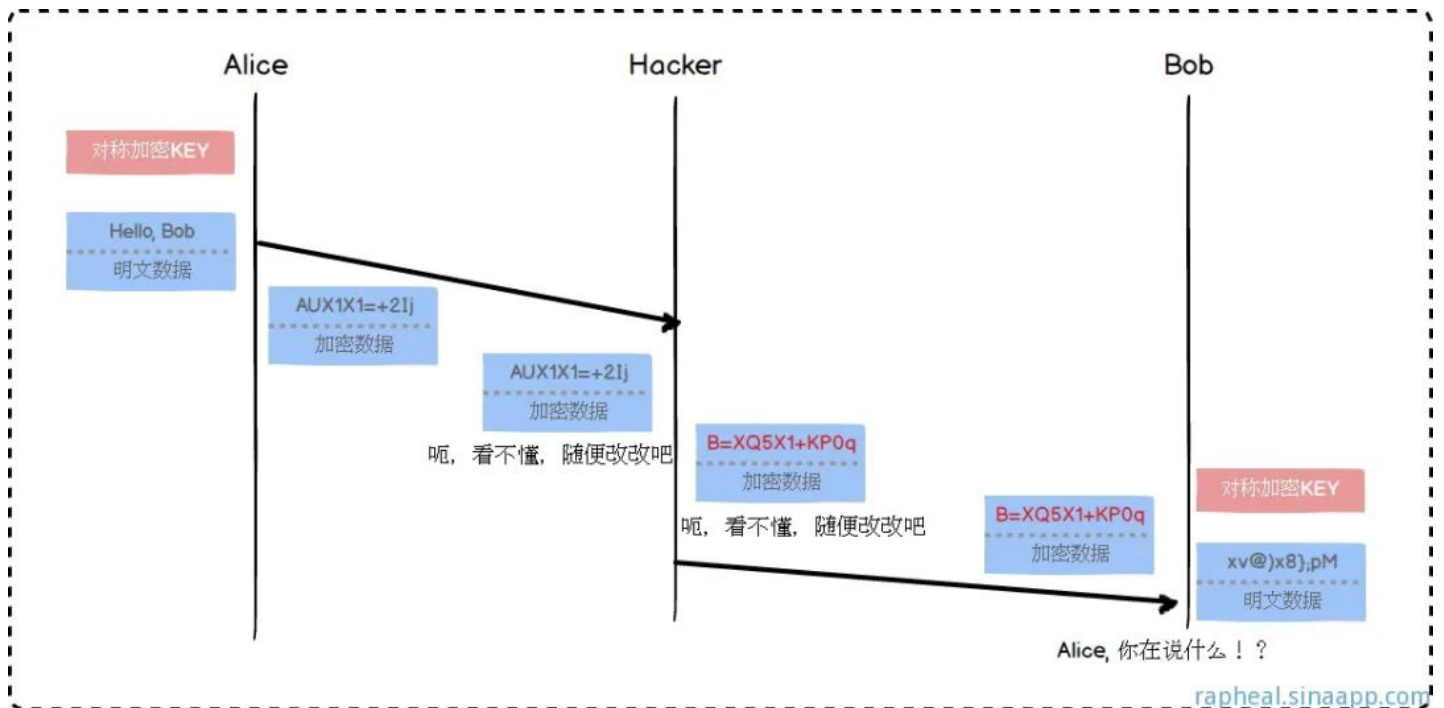 Alice
Hacker
Bob
对称加密KEY
Hello, Bob
明文数据
AUX1X1=+2Ij
加密数据
AUX1X1=+2Ij
加密数据
呃，看不懂，随便改改吧
B=XQ5X1+KP0q
加密数据
呃，看不懂，随便改改吧
B=XQ5X1+KP0q
加密数据
对称加密KEY
xv@)x8};pM
明文数据
Alice, 你在说什么！？
rapheal.sinaapp.com